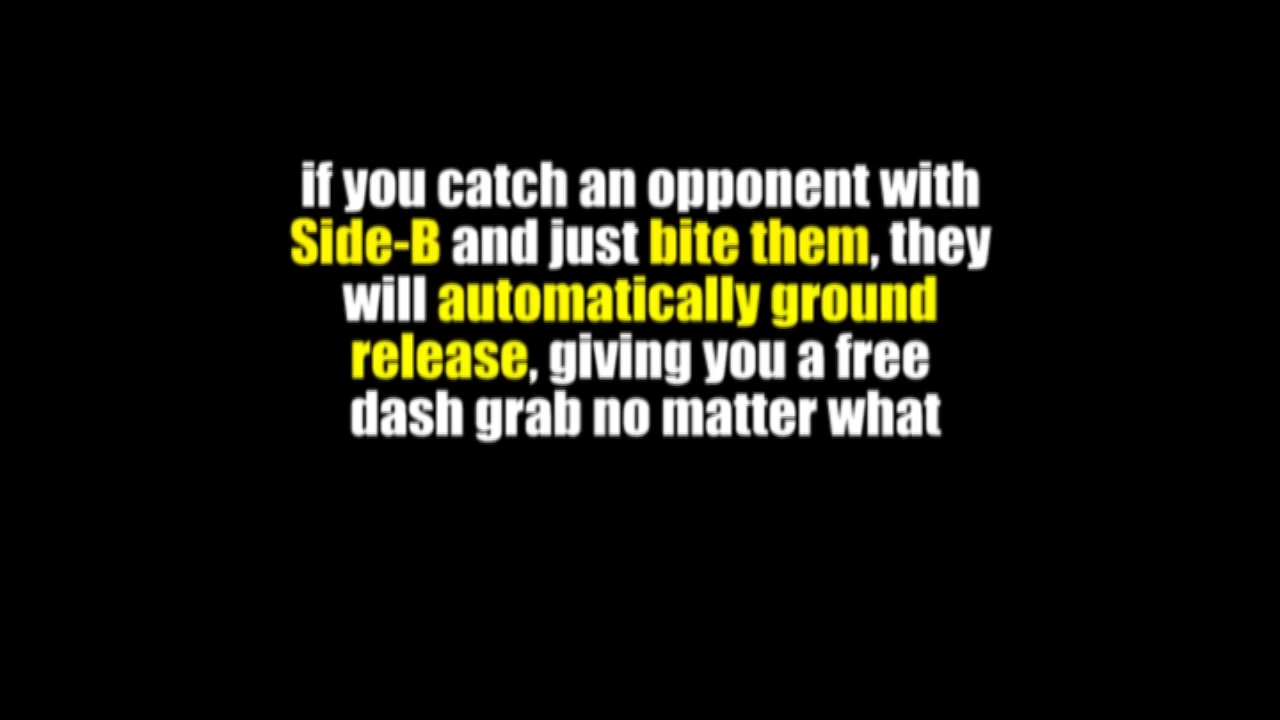 if you catch an opponent with
Side-B and just bite them, they
will automatically ground
release, giving you a free
dash grab no matter what